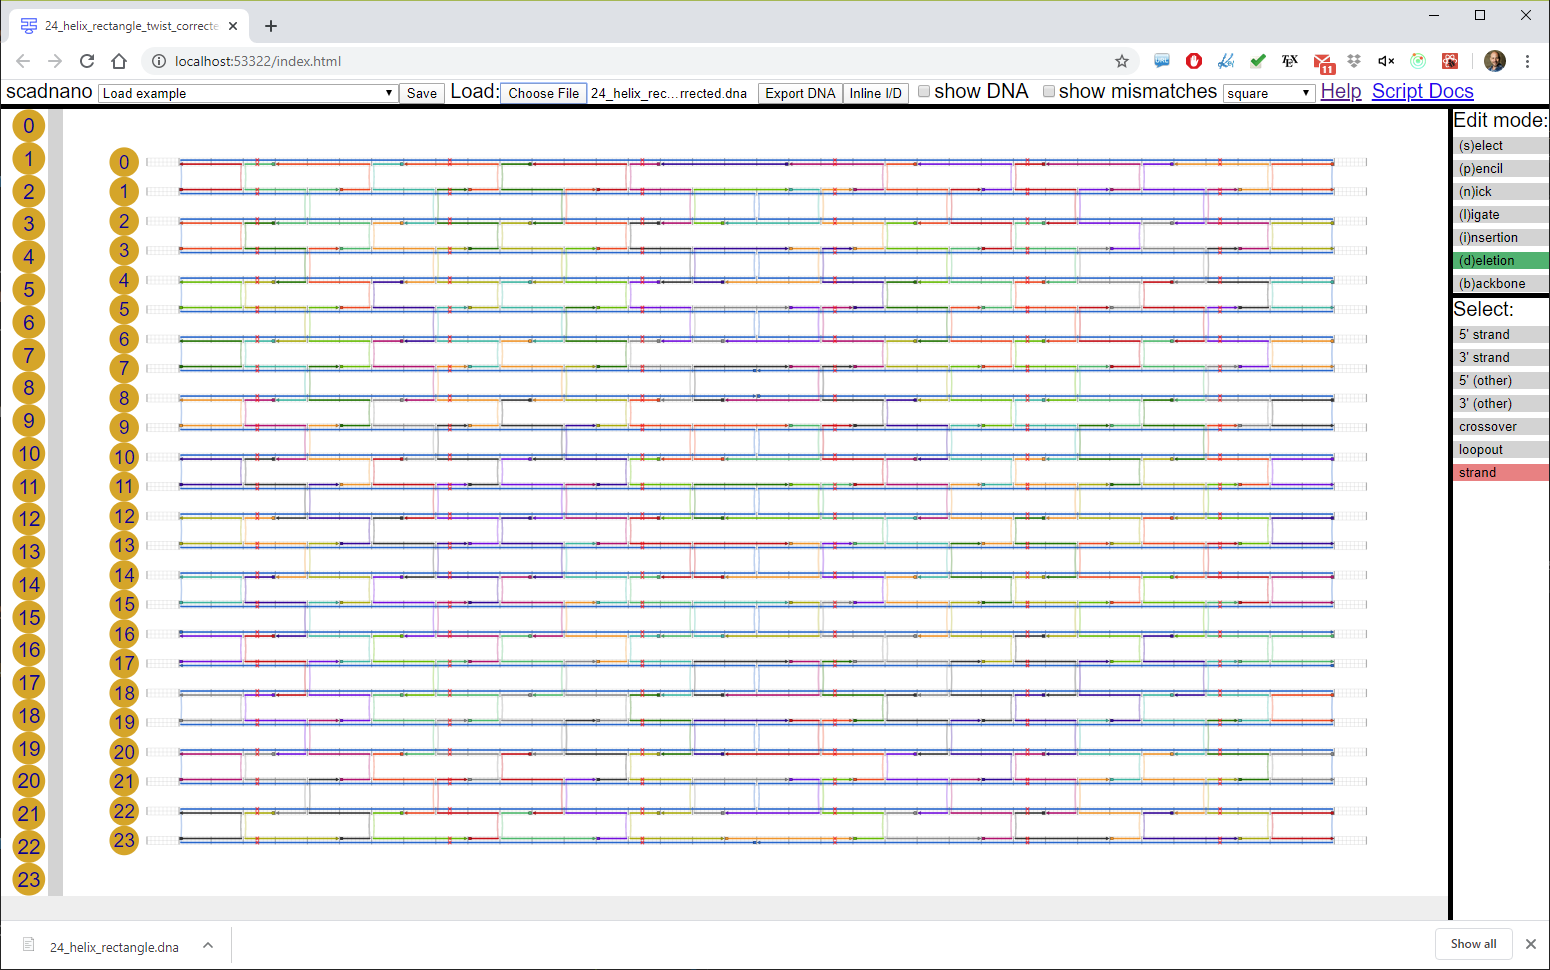 24_helix_rectangle_twist_correcte
localhost:53322/index.html
11
scadnano Load example Save Load: Choose File 24_helix_rec...rrected.dna Export DNA Inline I/D show DNA show mismatches square Help Script Docs
0
1
2
3
4
5
6
7
8
9
10
11
12
13
14
15
16
17
18
19
20
21
22
23
0
1
2
3
4
5
6
7
8
9
10
11
12
13
14
15
16
17
18
19
20
21
22
23
Edit mode:
(s)elect
(p)encil
(n)ick
(l)igate
(i)nsertion
(d)eletion
(b)ackbone
Select:
5' strand
3' strand
5' (other)
3' (other)
crossover
loopout
strand
24_helix_rectangle.dna
Show all